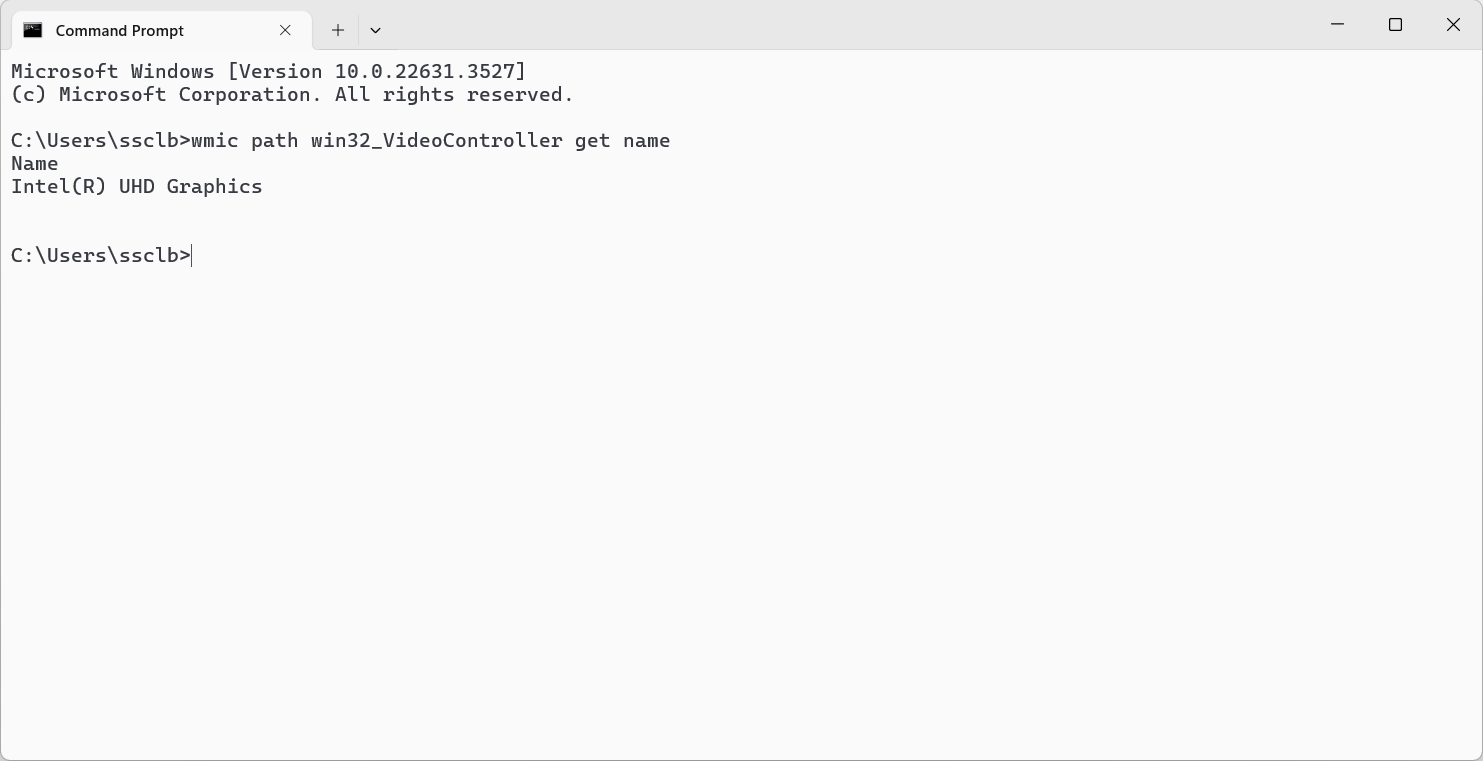 Command Prompt
Microsoft Windows [Version 10.0.22631.3527]
(c) Microsoft Corporation. All rights reserved.
C:\Users\ssclb>wmic path win32_VideoController get name
Name
Intel(R) UHD Graphics
C:\Users\ssclb>